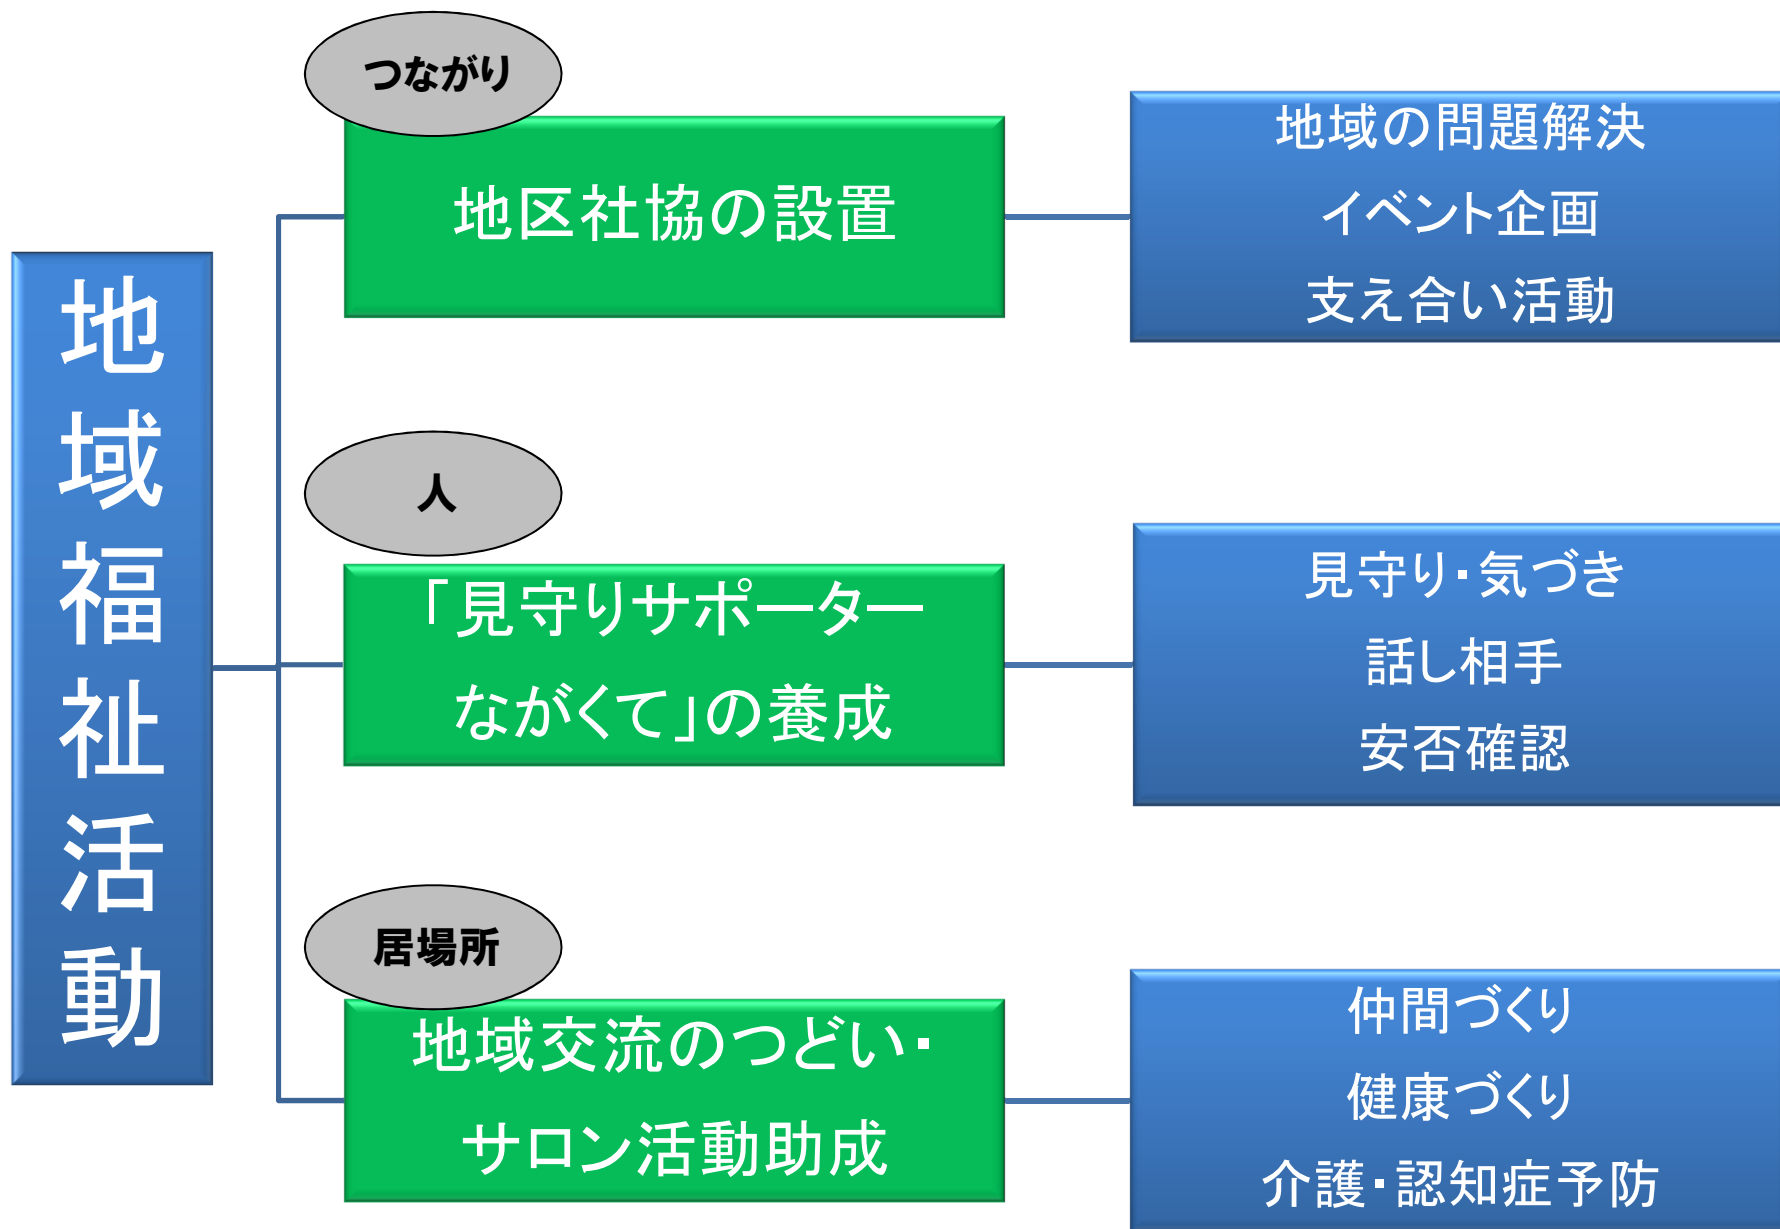 地域福祉活動
つながり
地区社協の設置
地域の問題解決
イベント企画
支え合い活動
人
「見守りサポーター
ながくて」の養成
見守り・気づき
話し相手
安否確認
居場所
地域交流のつどい・
サロン活動助成
仲間づくり
健康づくり
介護・認知症予防